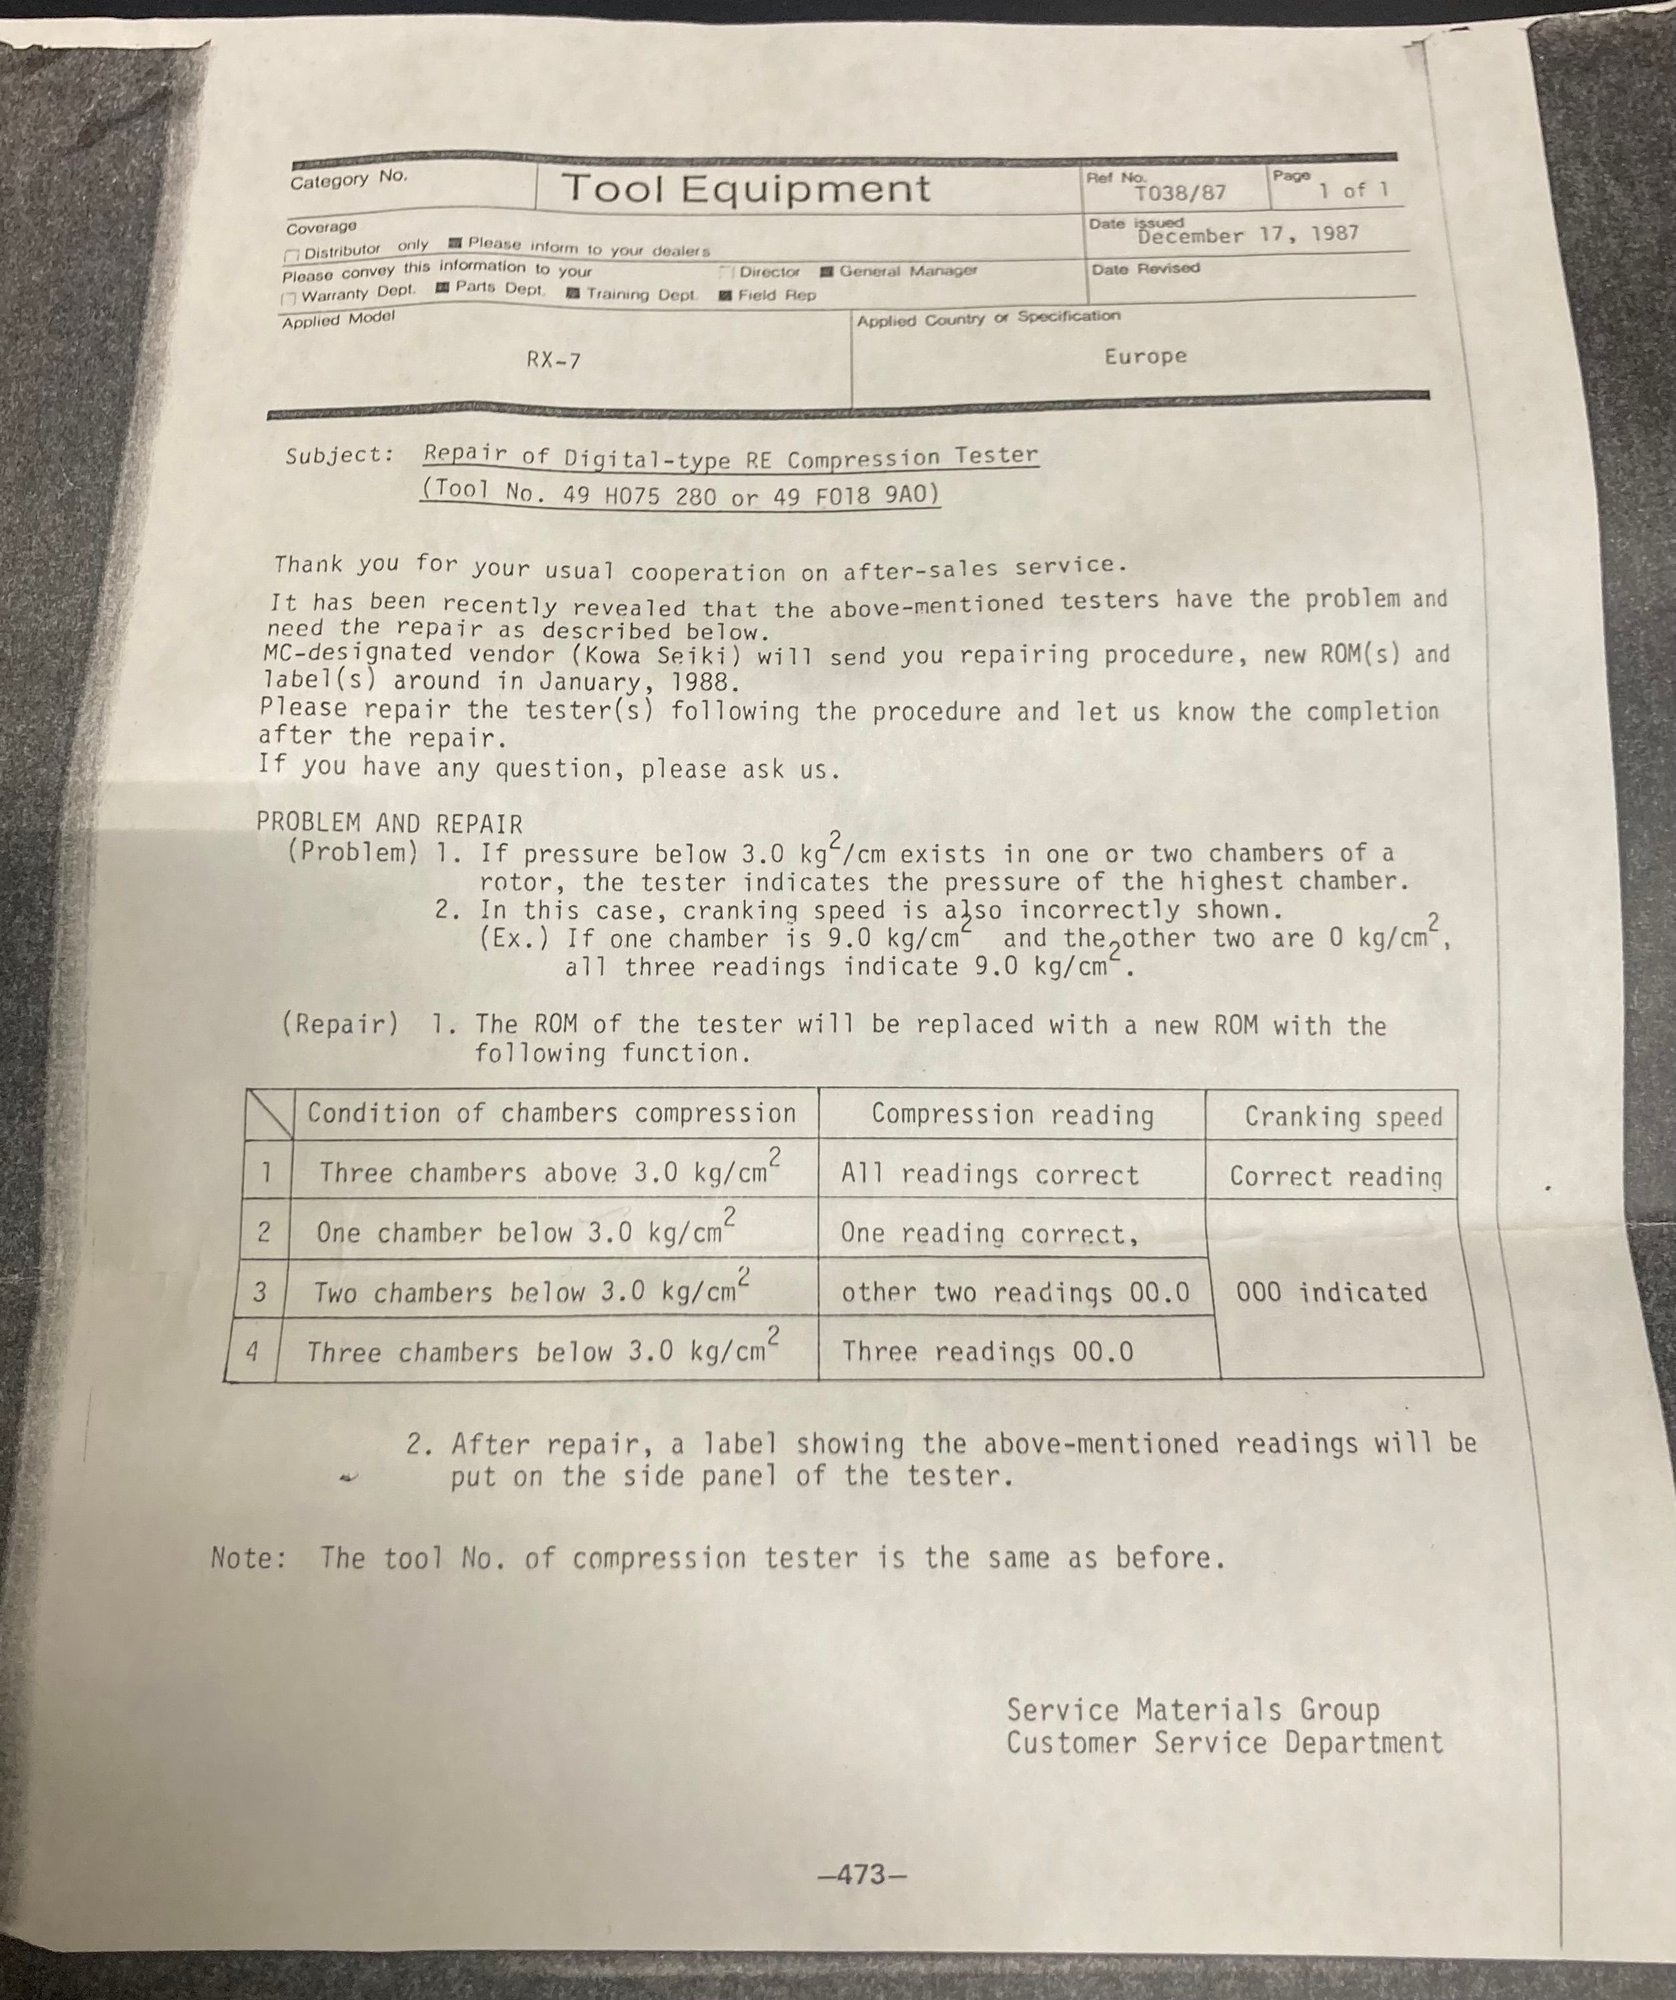 Category No.
Tool Equipment
Ref No.
T038/87
Page
1 of 1
Coverage
Distributor only ■ Please inform to your dealers
Date issued
December 17, 1987
Please convey this information to your
□ Director ■ General Manager
□ Warranty Dept. ■ Parts Dept. ■ Training Dept. ■ Field Rep
Date Revised
Applied Model
RX-7
Applied Country or Specification
Europe
Subject: Repair of Digital-type RE Compression Tester
(Tool No. 49 H075 280 or 49 F018 9A0)
Thank you for your usual cooperation on after-sales service.
It has been recently revealed that the above-mentioned testers have the problem and
need the repair as described below.
MC-designated vendor (Kowa Seiki) will send you repairing procedure, new ROM(s) and
label(s) around in January, 1988.
Please repair the tester(s) following the procedure and let us know the completion
after the repair.
If you have any question, please ask us.
PROBLEM AND REPAIR
(Problem) 1. If pressure below 3.0 kg²/cm exists in one or two chambers of a
rotor, the tester indicates the pressure of the highest chamber.
2. In this case, cranking speed is also incorrectly shown.
(Ex.) If one chamber is 9.0 kg/cm² and the other two are 0 kg/cm²,
all three readings indicate 9.0 kg/cm².
(Repair) 1. The ROM of the tester will be replaced with a new ROM with the
following function.
Condition of chambers compression Compression reading Cranking speed
1 Three chambers above 3.0 kg/cm² All readings correct Correct reading
2 One chamber below 3.0 kg/cm² One reading correct,
3 Two chambers below 3.0 kg/cm² other two readings 00.0 000 indicated
4 Three chambers below 3.0 kg/cm² Three readings 00.0
2. After repair, a label showing the above-mentioned readings will be
put on the side panel of the tester.
Note: The tool No. of compression tester is the same as before.
Service Materials Group
Customer Service Department
—473—